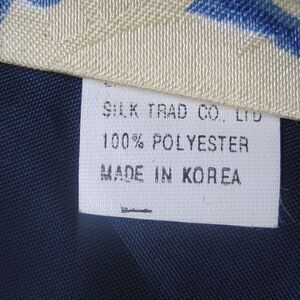 SILK TRAD CO., LTD
100% POLYESTER
MADE IN KOREA